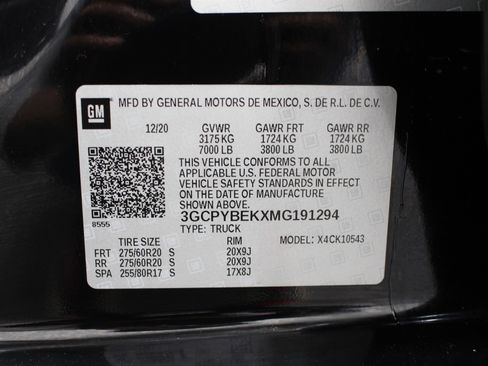 GM
MFD BY GENERAL MOTORS DE MEXICO, S. DE R.L. DE C.V.
12/20 GVWR GAWR FRT GAWR RR
3175 KG 1724 KG 1724 KG
7000 LB 3800 LB 3800 LB
THIS VEHICLE CONFORMS TO ALL
APPLICABLE U.S. FEDERAL MOTOR
VEHICLE SAFETY STANDARDS IN EFFECT
ON THE DATE OF MANUFACTURE
SHOWN ABOVE.
8555 3GCPYBEKXMG191294
TYPE: TRUCK
TIRE SIZE RIM MODEL: X4CK10543
FRT 275/60R20 S 20X9J
RR 275/60R20 S 20X9J
SPA 255/80R17 S 17X8J